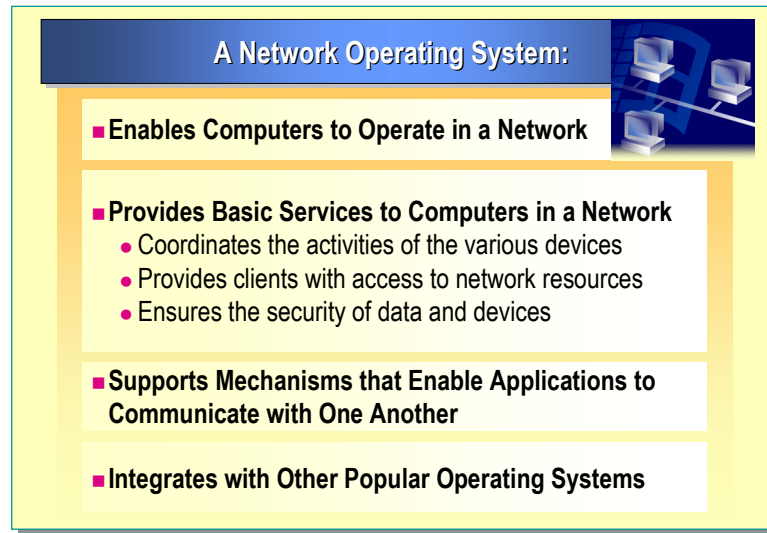 A Network Operating System:
■ Enables Computers to Operate in a Network
■ Provides Basic Services to Computers in a Network
● Coordinates the activities of the various devices
● Provides clients with access to network resources
● Ensures the security of data and devices
■ Supports Mechanisms that Enable Applications to
Communicate with One Another
■ Integrates with Other Popular Operating Systems